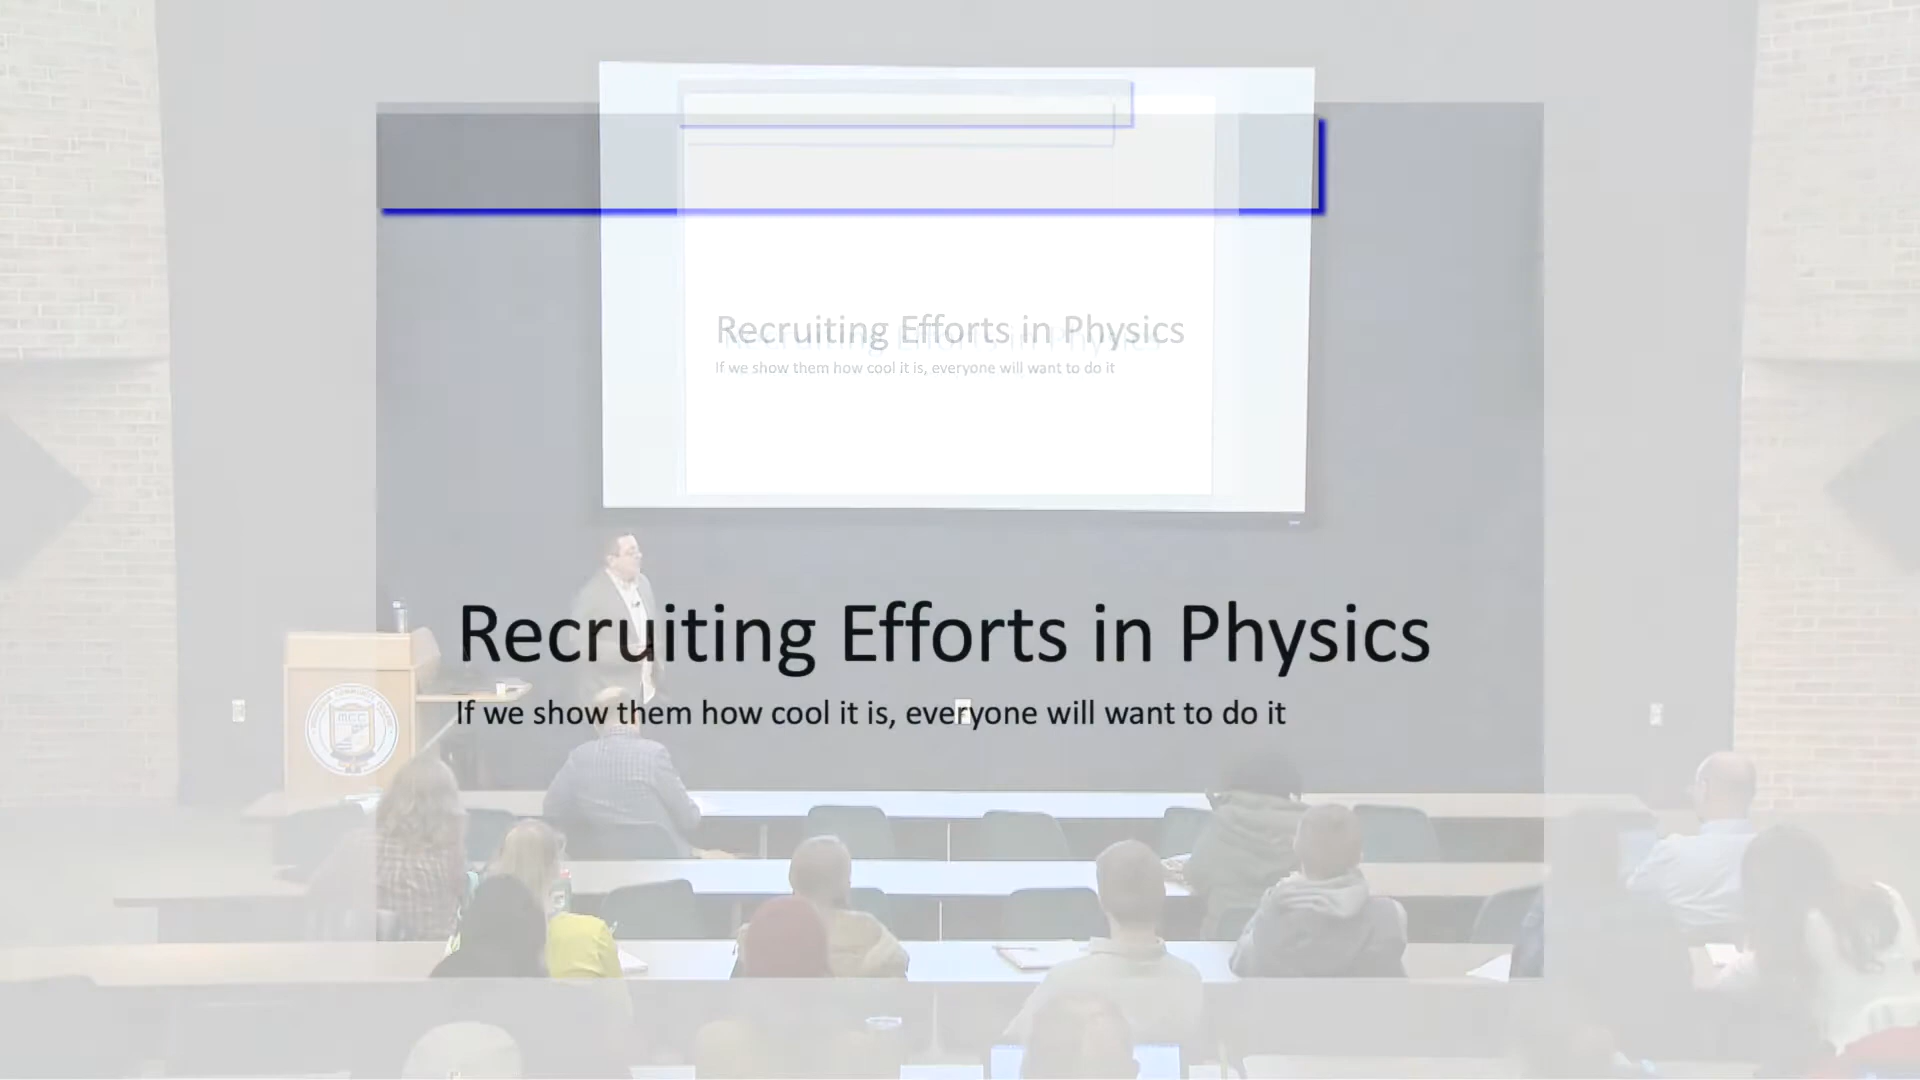 Recruiting Efforts in Physics
If we show them how cool it is, everyone will want to do it
Recruiting Efforts in Physics
If we show them how cool it is, everyone will want to do it
MCC